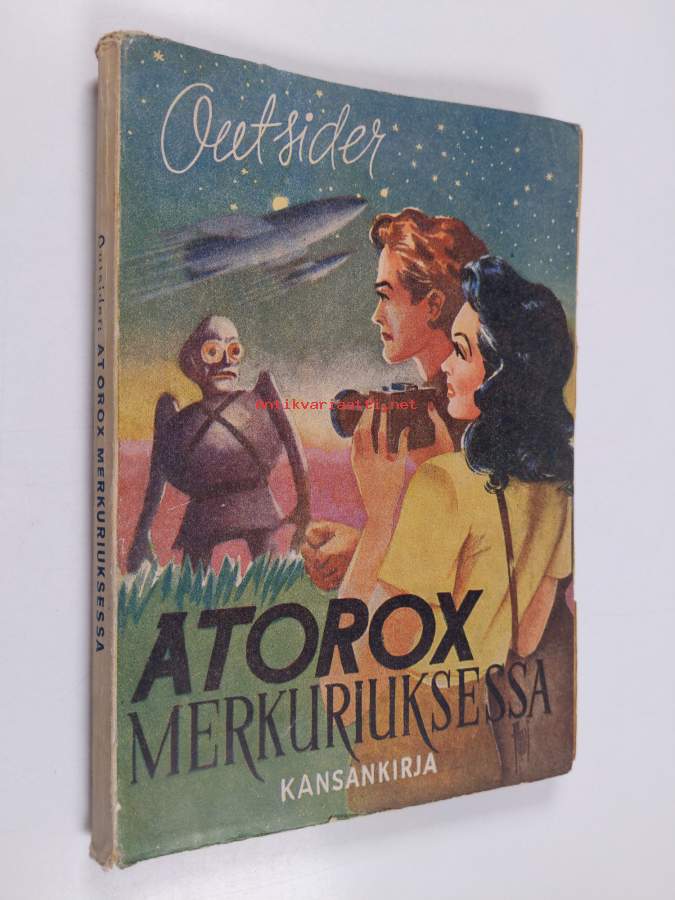 Outsider
antikvariaatti.net
ATOROX
MERKURIUKSESSA
KANSANKIRJA
Outsider: ATOROX MERKURIUKSESSA